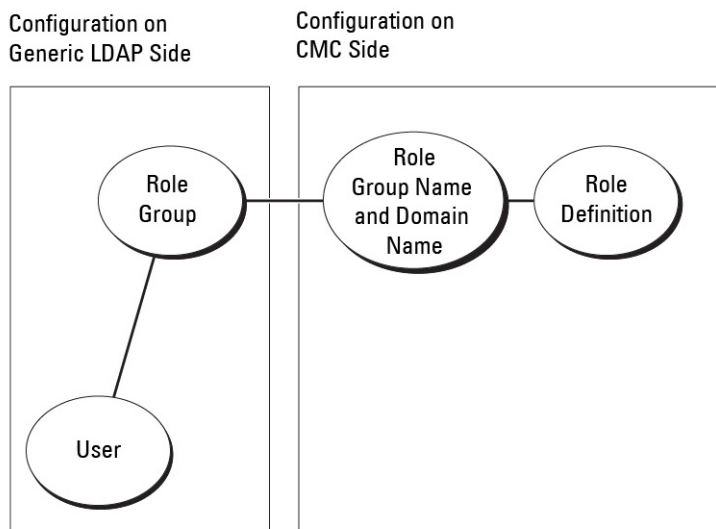 Configuration on
Generic LDAP Side
Configuration on
CMC Side
Role
Group
Role
Group Name
and Domain
Name
Role
Definition
User